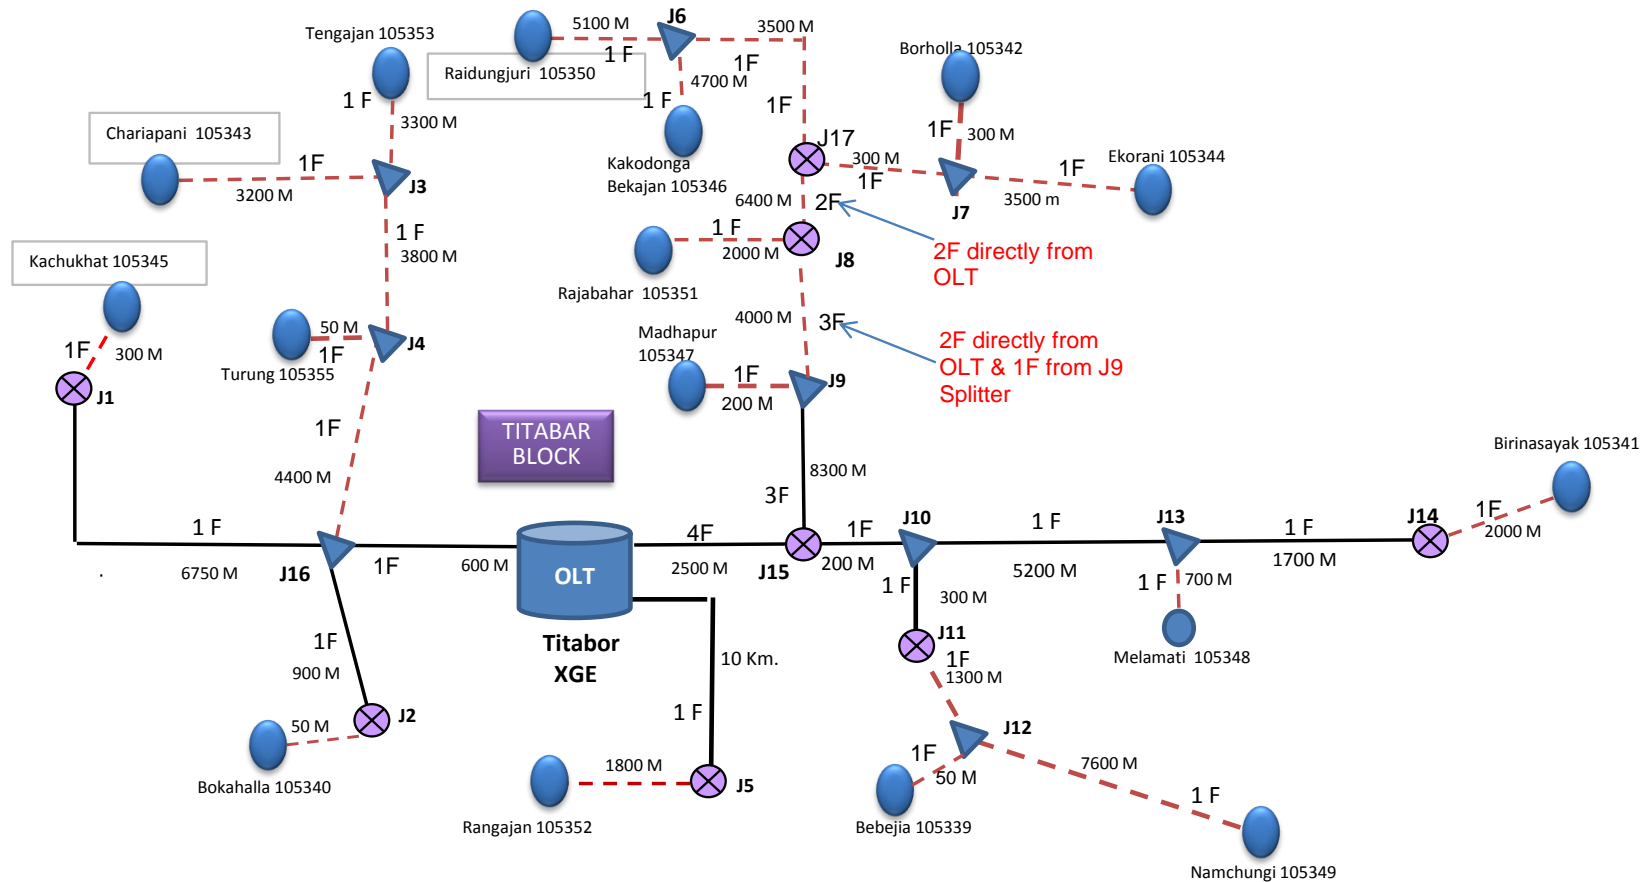 5100 M
J6
3500 M
Tengajan 105353
1 F
1F
Borholla 105342
Raidungjuri 105350
4700 M
1 F
1 F
1F
3300 M
Chariapani 105343
1F
J17
1F
300 M
1F
300 M
1F
Ekorani 105344
3200 M
J3
Kakodonga
Bekajan 105346
1F
3500 m
6400 M
2F
J7
1 F
3800 M
1 F
2000 M
J8
2F directly from
OLT
Kachukhat 105345
Rajabahar 105351
4000 M
3F
50 M
1F
J4
Madhapur
105347
2F directly from
OLT & 1F from J9
Splitter
1F
300 M
Turung 105355
1F
200 M
J9
J1
1F
TITABAR
BLOCK
4400 M
8300 M
Birinasayak 105341
3F
1 F
4F
1F
J10
1 F
J13
1 F
J14
1F
2000 M
6750 M
J16
1F
600 M
OLT
2500 M
J15
200 M
1F
5200 M
1 F
700 M
1700 M
.
300 M
Titabor
XGE
J11
1F
1300 M
Melamati 105348
1F
900 M
10 Km.
J2
50 M
1 F
J12
1F
7600 M
Bokahalla 105340
1800 M
J5
50 M
1 F
Rangajan 105352
Bebejia 105339
Namchungi 105349